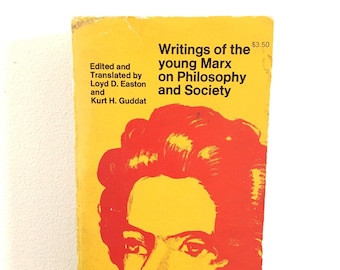 Writings of the
young Marx
on Philosophy
and Society
$3.50
Edited and
Translated by
Loyd D. Easton
and
Kurt H. Guddat